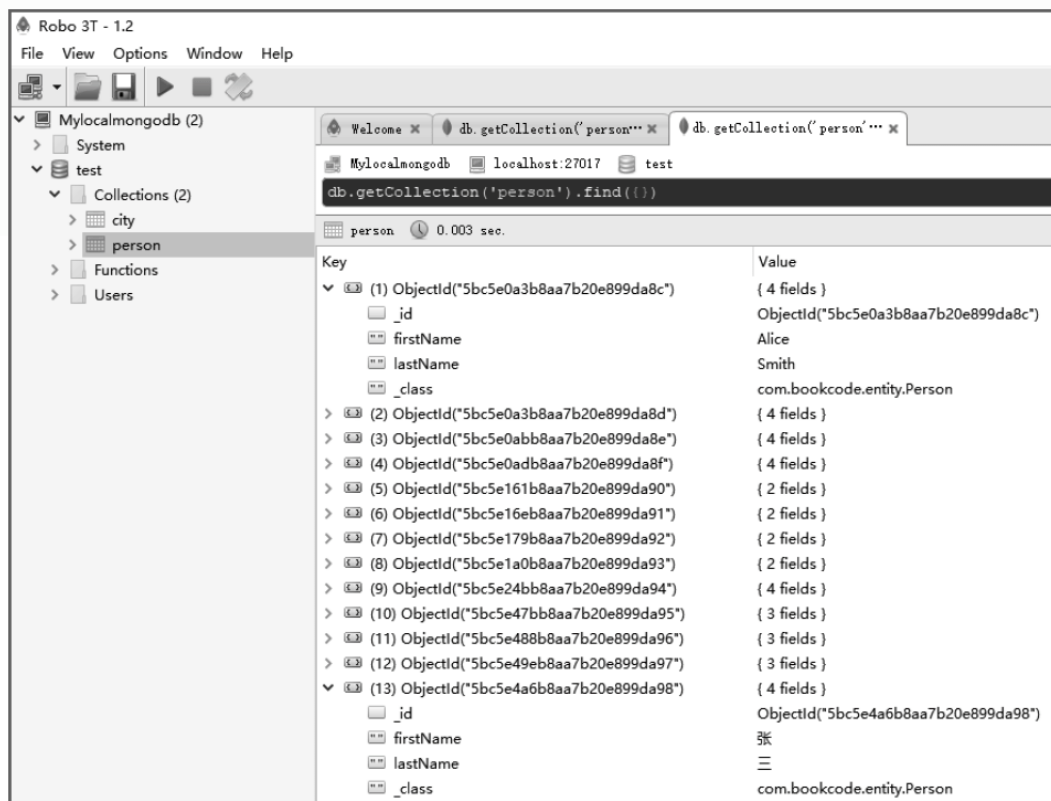 Robo 3T - 1.2
File View Options Window Help
Mylocalmongodb (2)
System
test
Collections (2)
city
person
Functions
Users
Welcome db.getCollection('person⋯ db.getCollection('person'⋯
Mylocalmongodb localhost:27017 test
db.getCollection('person').find({})
person 0.003 sec.
Key Value
(1) ObjectId("5bc5e0a3b8aa7b20e899da8c") { 4 fields }
_id ObjectId("5bc5e0a3b8aa7b20e899da8c")
firstName Alice
lastName Smith
_class com.bookcode.entity.Person
(2) ObjectId("5bc5e0a3b8aa7b20e899da8d") { 4 fields }
(3) ObjectId("5bc5e0abb8aa7b20e899da8e") { 4 fields }
(4) ObjectId("5bc5e0adb8aa7b20e899da8f") { 4 fields }
(5) ObjectId("5bc5e161b8aa7b20e899da90") { 2 fields }
(6) ObjectId("5bc5e16eb8aa7b20e899da91") { 2 fields }
(7) ObjectId("5bc5e179b8aa7b20e899da92") { 2 fields }
(8) ObjectId("5bc5e1a0b8aa7b20e899da93") { 2 fields }
(9) ObjectId("5bc5e24bb8aa7b20e899da94") { 4 fields }
(10) ObjectId("5bc5e47bb8aa7b20e899da95") { 3 fields }
(11) ObjectId("5bc5e488b8aa7b20e899da96") { 3 fields }
(12) ObjectId("5bc5e49eb8aa7b20e899da97") { 3 fields }
(13) ObjectId("5bc5e4a6b8aa7b20e899da98") { 4 fields }
_id ObjectId("5bc5e4a6b8aa7b20e899da98")
firstName 张
lastName 三
_class com.bookcode.entity.Person